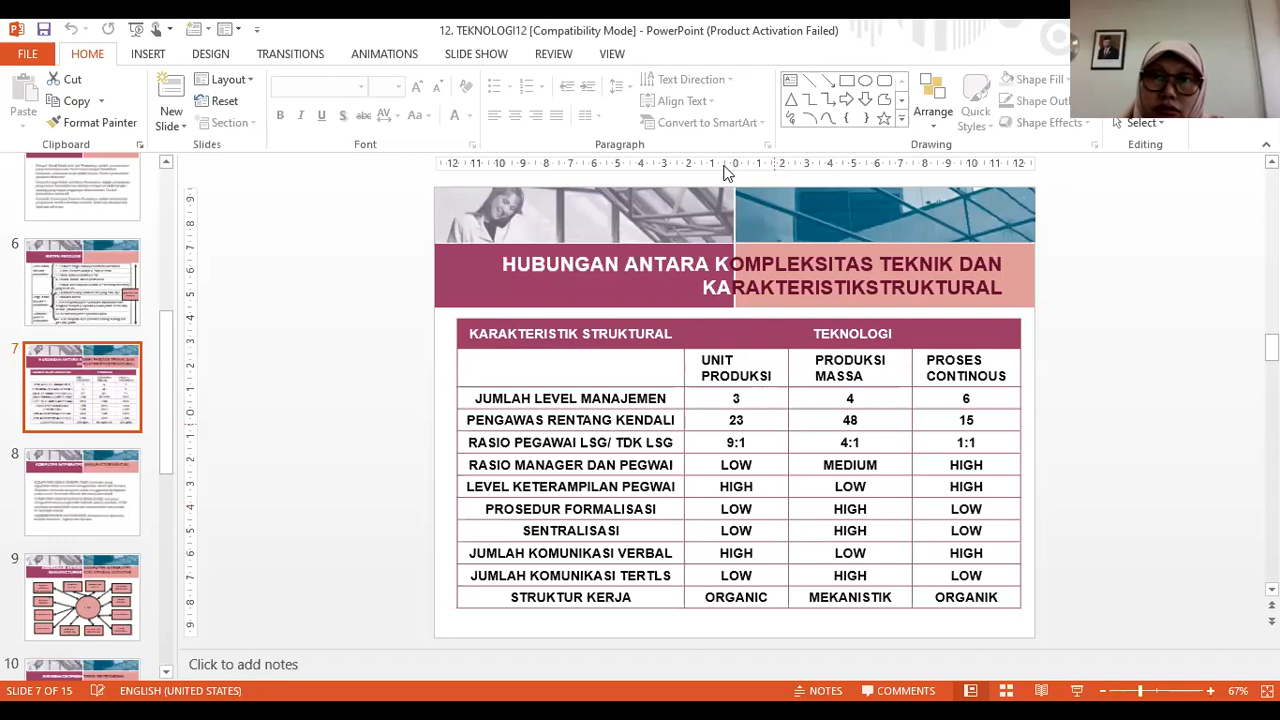 12. TEKNOLOGI12 [Compatibility Mode] - PowerPoint (Product Activation Failed)
FILE HOME INSERT DESIGN TRANSITIONS ANIMATIONS SLIDE SHOW REVIEW VIEW
Paste
Cut
Copy
Format Painter
Clipboard
New
Slide
Layout
Reset
Section
Slides
Font
Text Direction
Align Text
Convert to SmartArt
Paragraph
Arrange
Quick
Styles
Shape Fill
Shape Out
Shape Effects
Drawing
Select
Editing
6
7
8
9
10
UBUNGAN ANTARA KOMPLEKSITAS TEKNIK DAN
KARAKTERISTIKSTRUKTURAL
KARAKTERISTIK STRUKTURAL TEKNOLOGI
UNIT PRODUKSI PROSES
PRODUKSI MASSA CONTINOUS
JUMLAH LEVEL MANAJEMEN 3 4 6
PENGAWAS RENTANG KENDALI 23 48 15
RASIO PEGAWAI LSG/ TDK LSG 9:1 4:1 1:1
RASIO MANAGER DAN PEGWAI LOW MEDIUM HIGH
LEVEL KETERAMPILAN PEGWAI HIGH LOW HIGH
PROSEDUR FORMALISASI LOW HIGH LOW
SENTRALISASI LOW HIGH LOW
JUMLAH KOMUNIKASI VERBAL HIGH LOW HIGH
JUMLAH KOMUNIKASI TERTLS LOW HIGH LOW
STRUKTUR KERJA ORGANIC MEKANISTIK ORGANIK
Click to add notes
SLIDE 7 OF 15 ENGLISH (UNITED STATES) NOTES COMMENTS 67%